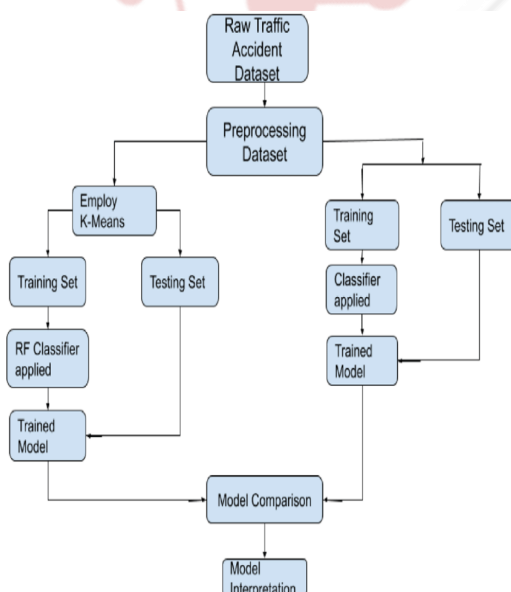 Raw Traffic
Accident
Dataset
Preprocessing
Dataset
Employ
K-Means
Training Set
Testing Set
RF Classifier
applied
Trained
Model
Training
Set
Testing Set
Classifier
applied
Trained
Model
Model Comparison
Model
Interpretation